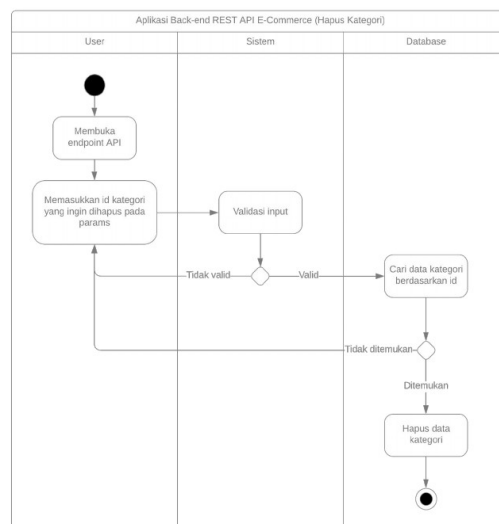 Aplikasi Back-end REST API E-Commerce (Hapus Kategori)
User
Sistem
Database
Membuka
endpoint API
Memasukkan id kategori
yang ingin dihapus pada
params
Validasi input
Tidak valid
Valid
Cari data kategori
berdasarkan id
Tidak ditemukan
Ditemukan
Hapus data
kategori